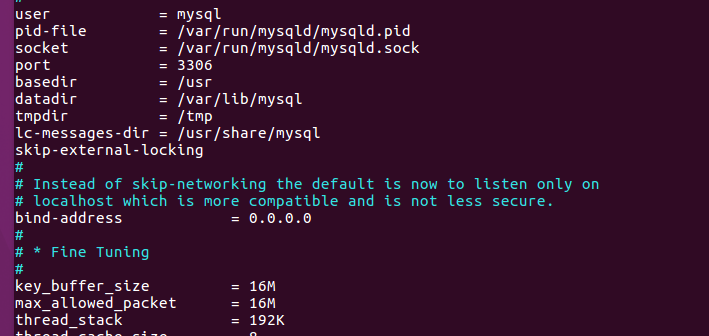 #
user            = mysql
pid-file        = /var/run/mysqld/mysqld.pid
socket          = /var/run/mysqld/mysqld.sock
port            = 3306
basedir         = /usr
datadir         = /var/lib/mysql
tmpdir          = /tmp
lc-messages-dir = /usr/share/mysql
skip-external-locking
#
# Instead of skip-networking the default is now to listen only on
# localhost which is more compatible and is not less secure.
bind-address            = 0.0.0.0
#
# * Fine Tuning
#
key_buffer_size         = 16M
max_allowed_packet      = 16M
thread_stack            = 192K
thread_cache_size       = 8